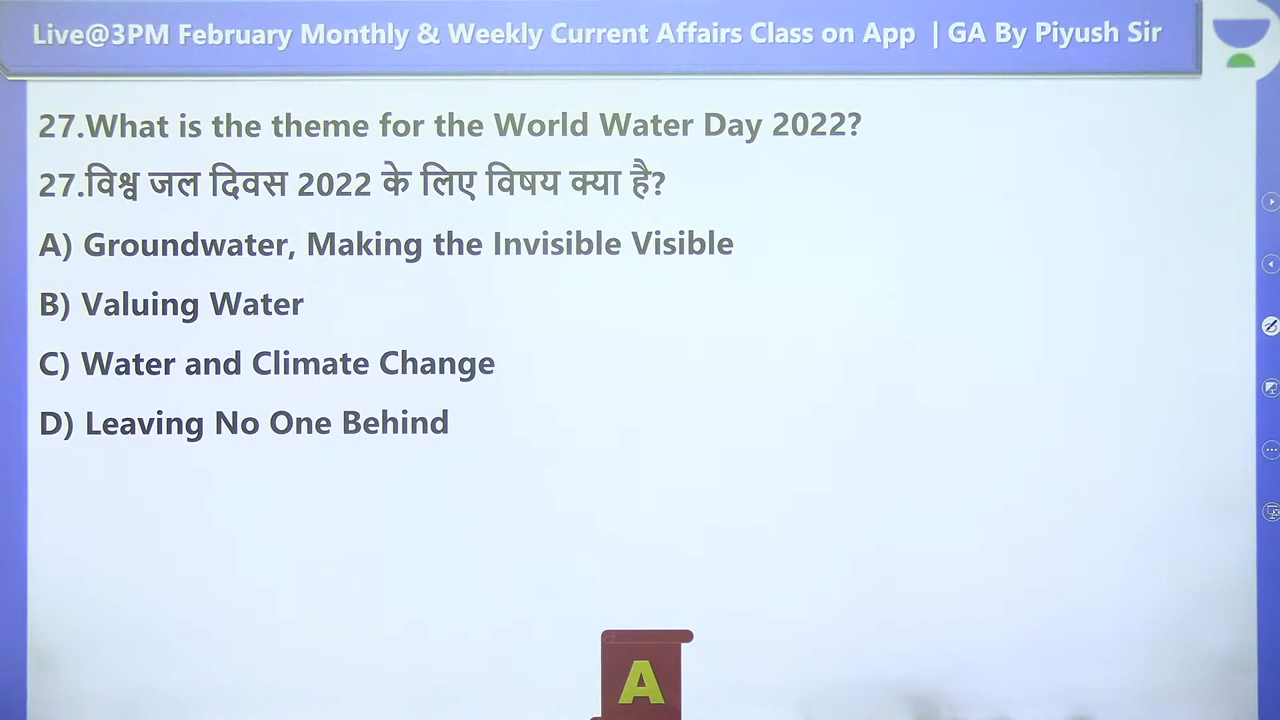 Live@3PM February Monthly & Weekly Current Affairs Class on App | GA By Piyush Sir
27.What is the theme for the World Water Day 2022?
27.विश्व जल दिवस 2022 के लिए विषय क्या है?
A) Groundwater, Making the Invisible Visible
B) Valuing Water
C) Water and Climate Change
D) Leaving No One Behind
A